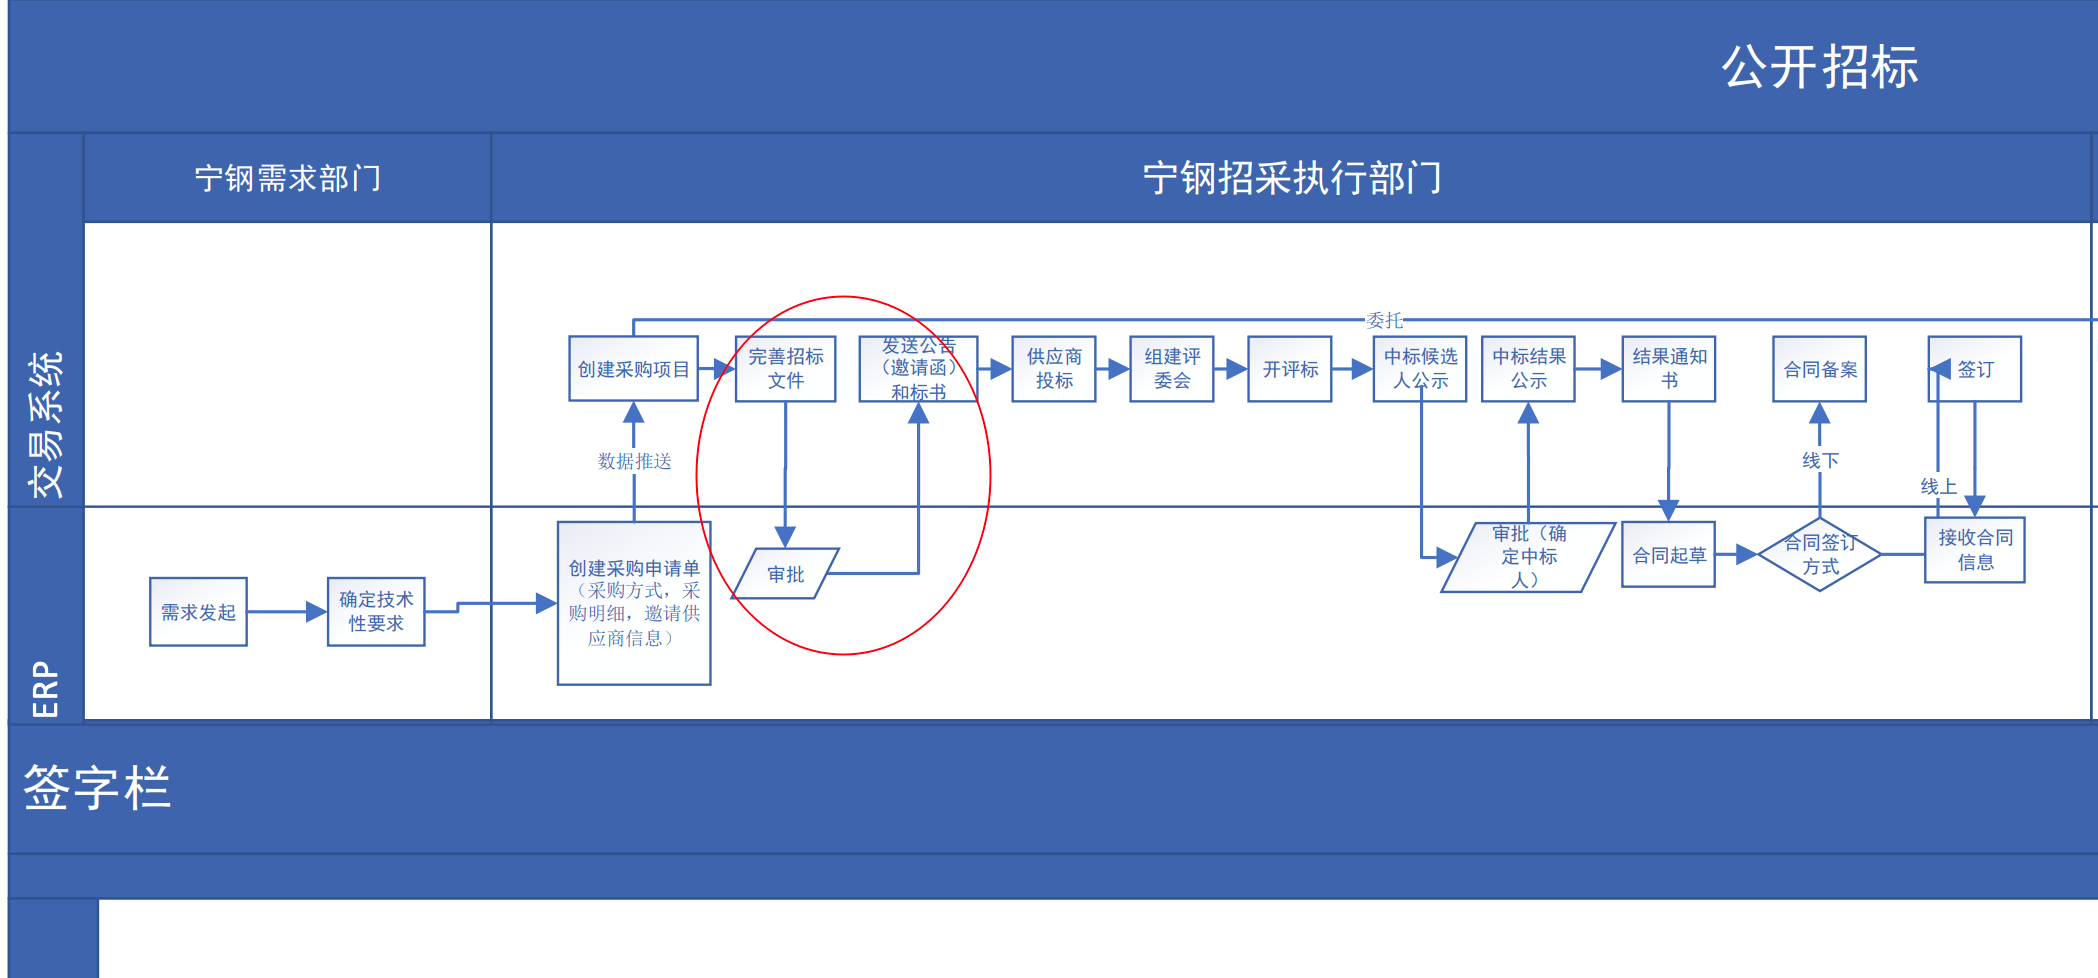 公开招标
宁钢需求部门
宁钢招采执行部门
交易系统
委托
创建采购项目
完善招标
文件
发送公告
（邀请函）
和标书
供应商
投标
组建评
委会
开评标
中标候选
人公示
中标结果
公示
结果通知
书
合同备案
签订
数据推送
线下
线上
ERP
需求发起
确定技术
性要求
创建采购申请单
（采购方式，采
购明细，邀请供
应商信息）
审批
审批（确
定中标
人）
合同起草
合同签订
方式
接收合同
信息
签字栏